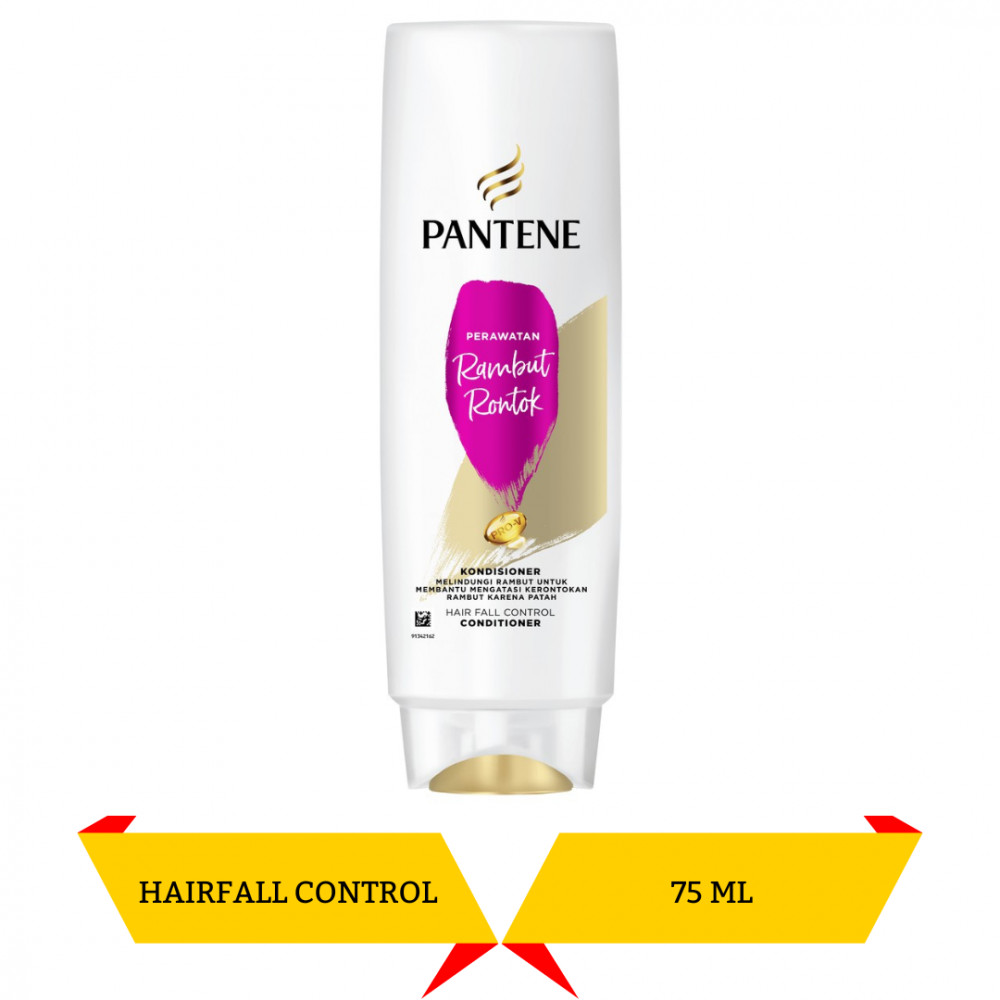 PANTENE
PERAWATAN
Rambut
Rontok
PRO-V
KONDISIONER
MELINDUNGI RAMBUT UNTUK
MEMBANTU MENGATASI KERONTOKAN
RAMBUT KARENA PATAH
HAIR FALL CONTROL
CONDITIONER
91342162
HAIRFALL CONTROL
75 ML